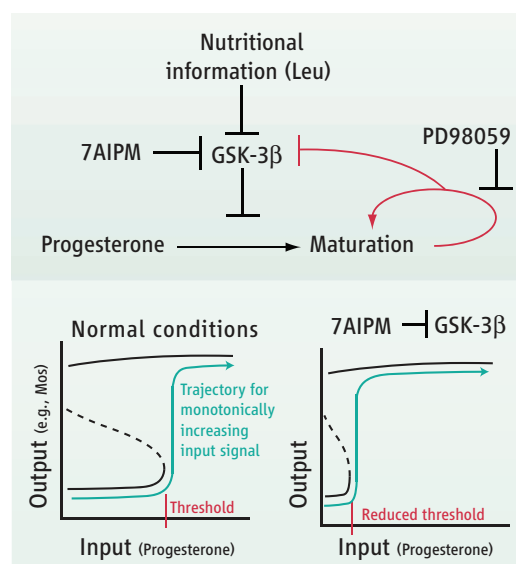 Nutritional
information (Leu)
PD98059
7AIPM
GSK-3β
Progesterone
Maturation
Normal conditions
7AIPM
GSK-3β
Output (e.g., Mos)
Trajectory for
monotonically
increasing
input signal
Threshold
Input (Progesterone)
Output
Reduced threshold
Input (Progesterone)